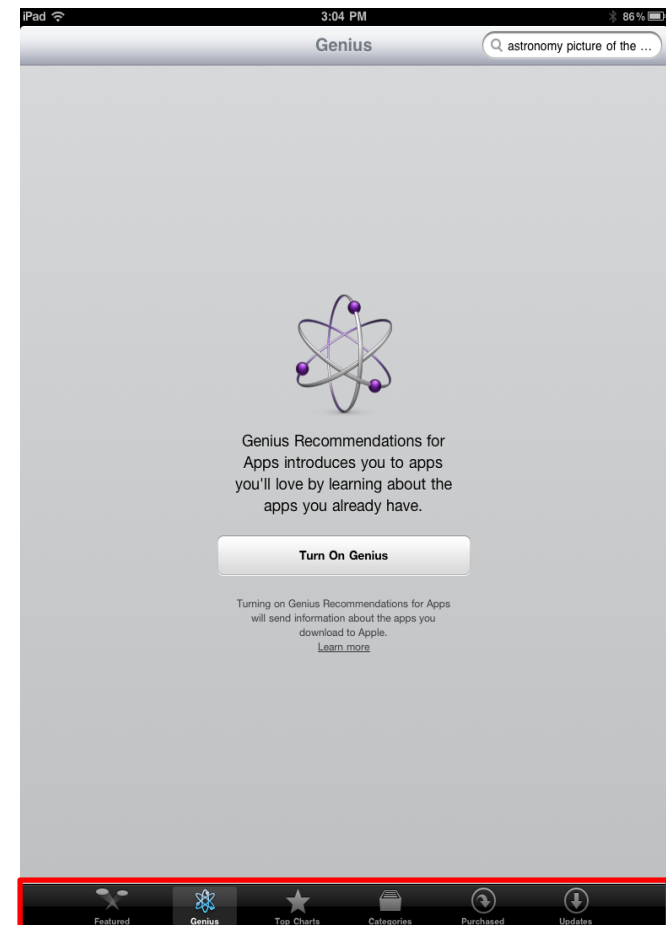 iPad 3:04 PM 86%
Genius astronomy picture of the ...
Genius Recommendations for
Apps introduces you to apps
you'll love by learning about the
apps you already have.
Turn On Genius
Turning on Genius Recommendations for Apps
will send information about the apps you
download to Apple.
Learn more
Featured Genius Top Charts Categories Purchased Updates